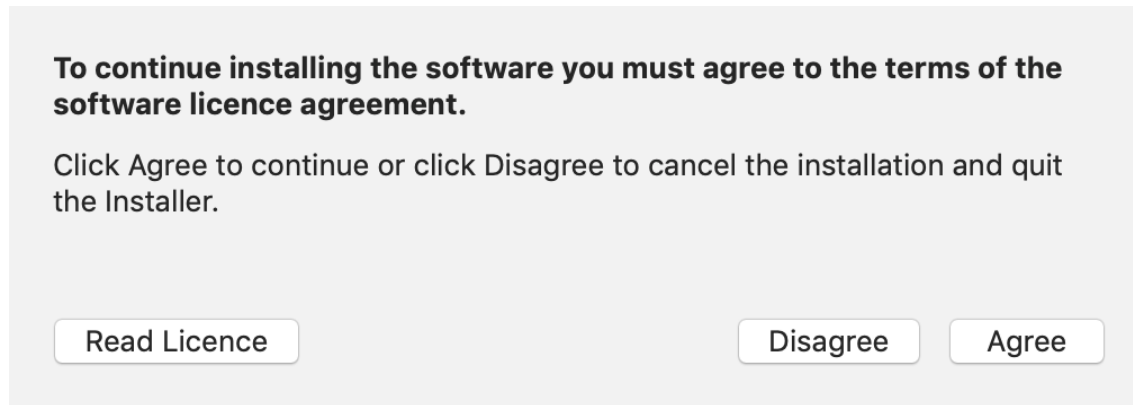 To continue installing the software you must agree to the terms of the
software licence agreement.
Click Agree to continue or click Disagree to cancel the installation and quit
the Installer.
Read Licence
Disagree
Agree